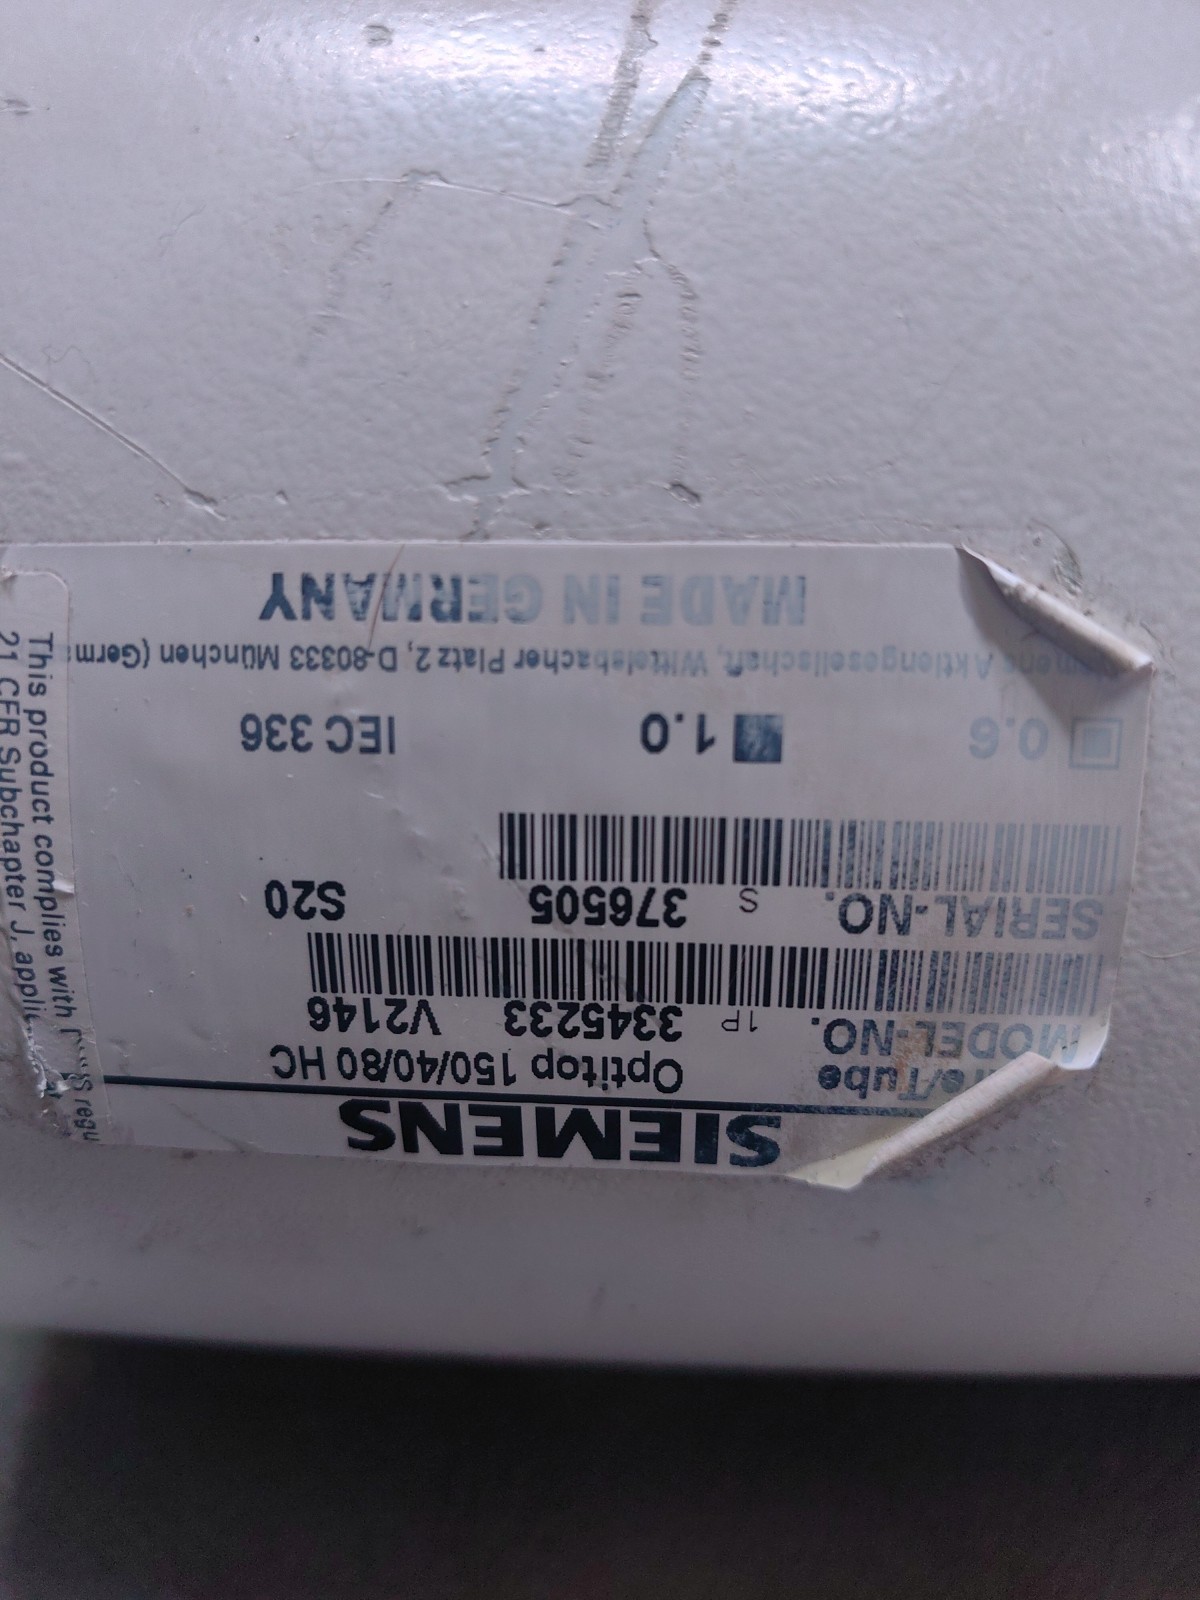 SIEMENS
Optitop 150/40/80 HC
MODEL-NO. 1P 3345233 V2146
SERIAL-NO. S 376505 S20
0.6 1.0 IEC 336
Aktiengesellschaft, Wittelsbacher Platz 2, D-80333 München
MADE IN GERMANY
This product complies with
21 CFR Subchapter J,